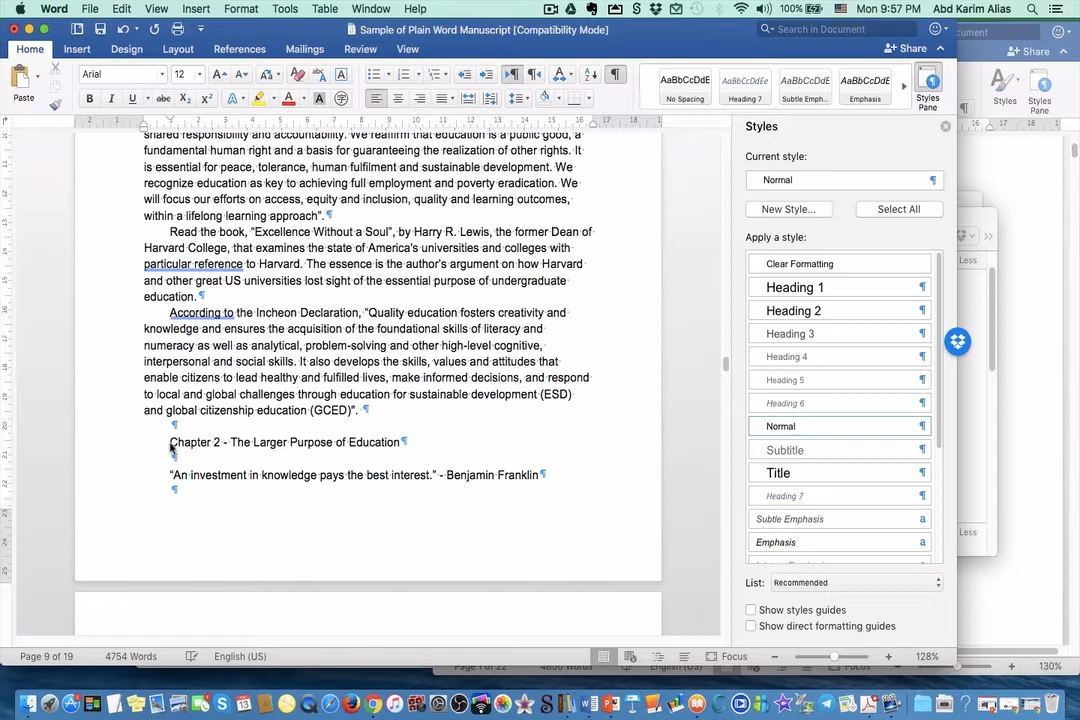 Word File Edit View Insert Format Tools Table Window Help 100% Mon 9:57 PM Abd Karim Alias
Sample of Plain Word Manuscript [Compatibility Mode]
Search in Document
Home Insert Design Layout References Mailings Review View
Share
Share
Paste
Arial
12
AaBbCcDdE
AaBbCcDdEe
AaBbCcDdE
AaBbCcDdE
No Spacing
Heading 7
Subtle Emph...
Emphasis
Styles Pane
Styles
Styles Pane
shared responsibility and accountability. We reaffirm that education is a public good, a
fundamental human right and a basis for guaranteeing the realization of other rights. It
is essential for peace, tolerance, human fulfilment and sustainable development. We
recognize education as key to achieving full employment and poverty eradication. We
will focus our efforts on access, equity and inclusion, quality and learning outcomes,
within a lifelong learning approach”.
Read the book, “Excellence Without a Soul”, by Harry R. Lewis, the former Dean of
Harvard College, that examines the state of America's universities and colleges with
particular reference to Harvard. The essence is the author's argument on how Harvard
and other great US universities lost sight of the essential purpose of undergraduate
education.
According to the Incheon Declaration, “Quality education fosters creativity and
knowledge and ensures the acquisition of the foundational skills of literacy and
numeracy as well as analytical, problem-solving and other high-level cognitive,
interpersonal and social skills. It also develops the skills, values and attitudes that
enable citizens to lead healthy and fulfilled lives, make informed decisions, and respond
to local and global challenges through education for sustainable development (ESD)
and global citizenship education (GCED)”.
Chapter 2 - The Larger Purpose of Education
“An investment in knowledge pays the best interest.” - Benjamin Franklin
Styles
Current style:
Normal
New Style...
Select All
Apply a style:
Clear Formatting
Heading 1
Heading 2
Heading 3
Heading 4
Heading 5
Heading 6
Normal
Subtitle
Title
Heading 7
Subtle Emphasis
Emphasis
List: Recommended
Show styles guides
Show direct formatting guides
Less
Less
Page 9 of 19 4754 Words English (US) Focus 128%
130%